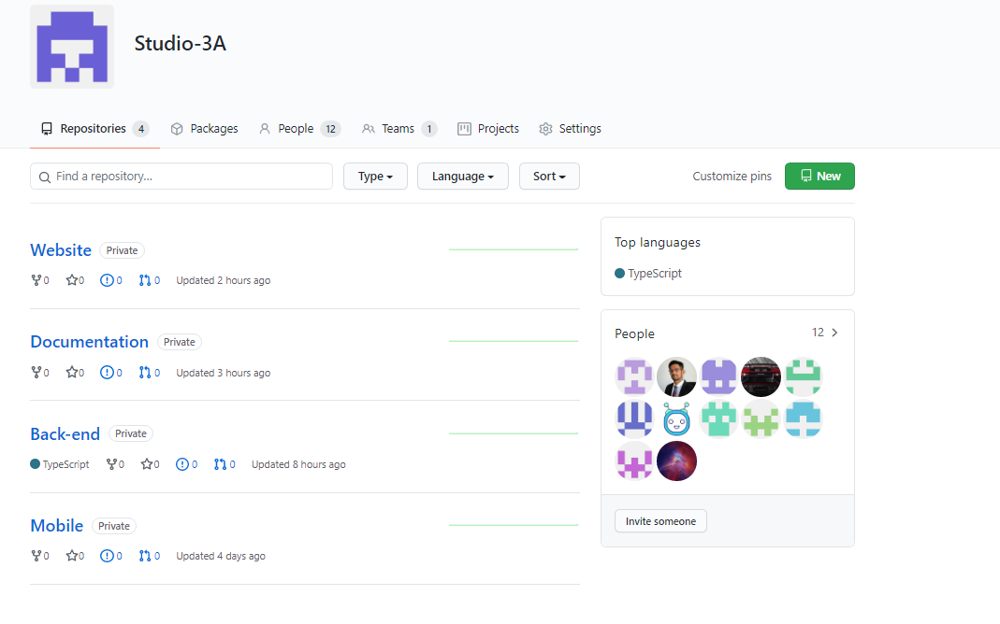 Studio-3A
Repositories 4 Packages People 12 Teams 1 Projects Settings
Find a repository... Type Language Sort Customize pins New
Website Private
0 0 0 0 Updated 2 hours ago
Documentation Private
0 0 0 0 Updated 3 hours ago
Back-end Private
TypeScript 0 0 0 0 Updated 8 hours ago
Mobile Private
0 0 0 0 Updated 4 days ago
Top languages
TypeScript
People 12
Invite someone